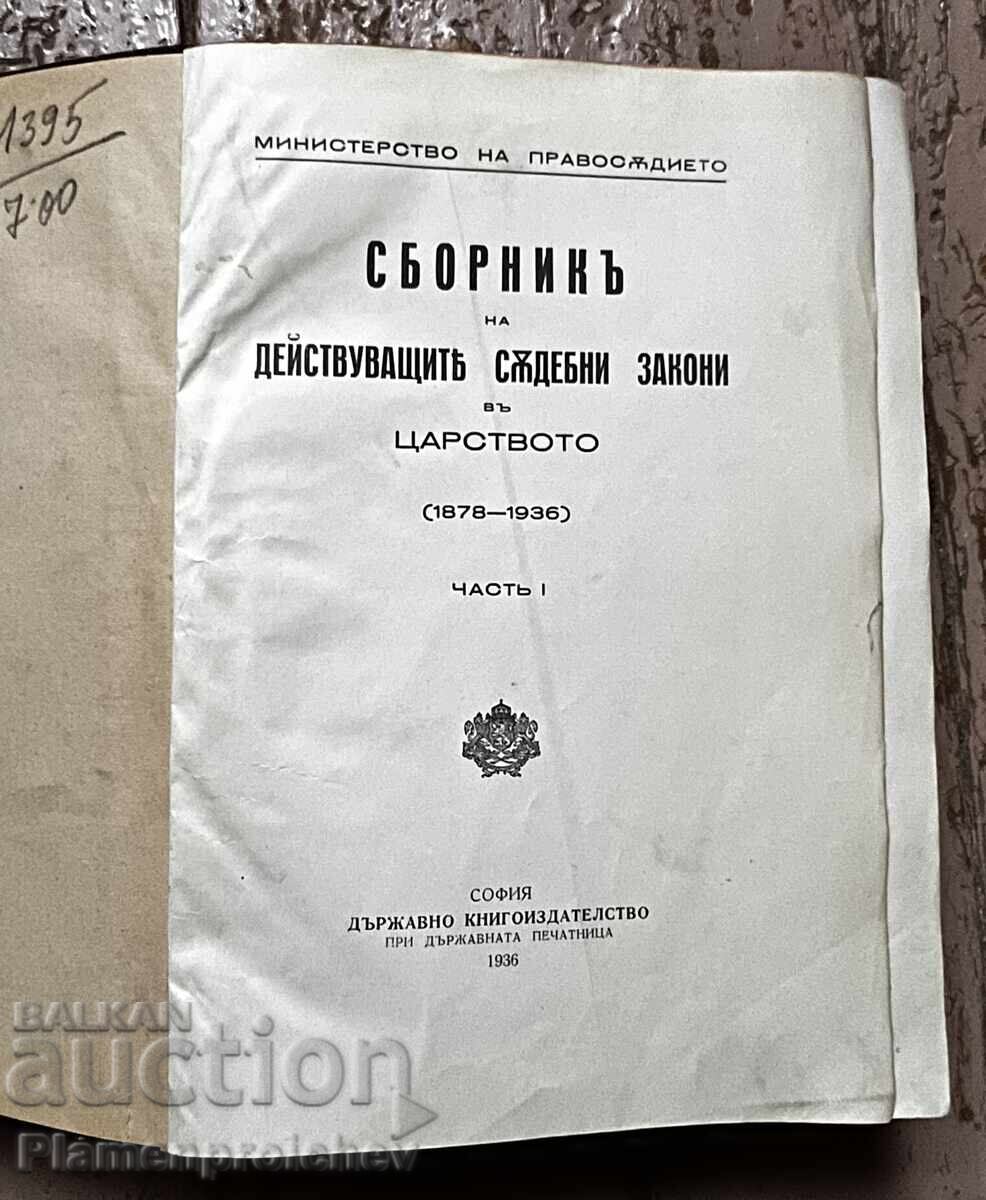 1395
7.00
МИНИСТЕРСТВО НА ПРАВОСѪДИЕТО
СБОРНИКЪ
НА
ДЕЙСТВУВАЩИТѢ СѪДЕБНИ ЗАКОНИ
ВЪ
ЦАРСТВОТО
(1878—1936)
ЧАСТЬ I
СОФИЯ
ДЪРЖАВНО КНИГОИЗДАТЕЛСТВО
ПРИ ДЪРЖАВНАТА ПЕЧАТНИЦА
1936
BALKAN
auction
Plamenproichev